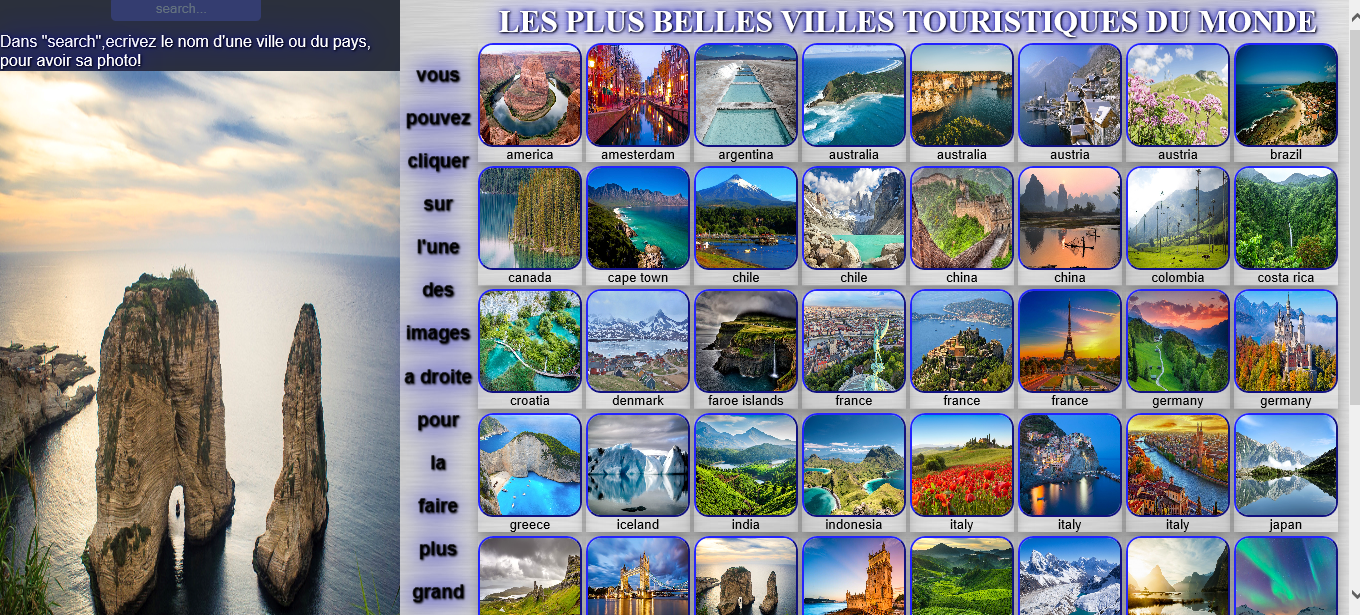 search...
Dans "search",ecrivez le nom d'une ville ou du pays,
pour avoir sa photo!
LES PLUS BELLES VILLES TOURISTIQUES DU MONDE
vous
pouvez
cliquer
sur
l'une
des
images
a droite
pour
la
faire
plus
grand
america amesterdam argentina australia australia austria austria brazil
canada cape town chile chile china china colombia costa rica
croatia denmark faroe islands france france france germany germany
greece iceland india indonesia italy italy italy japan